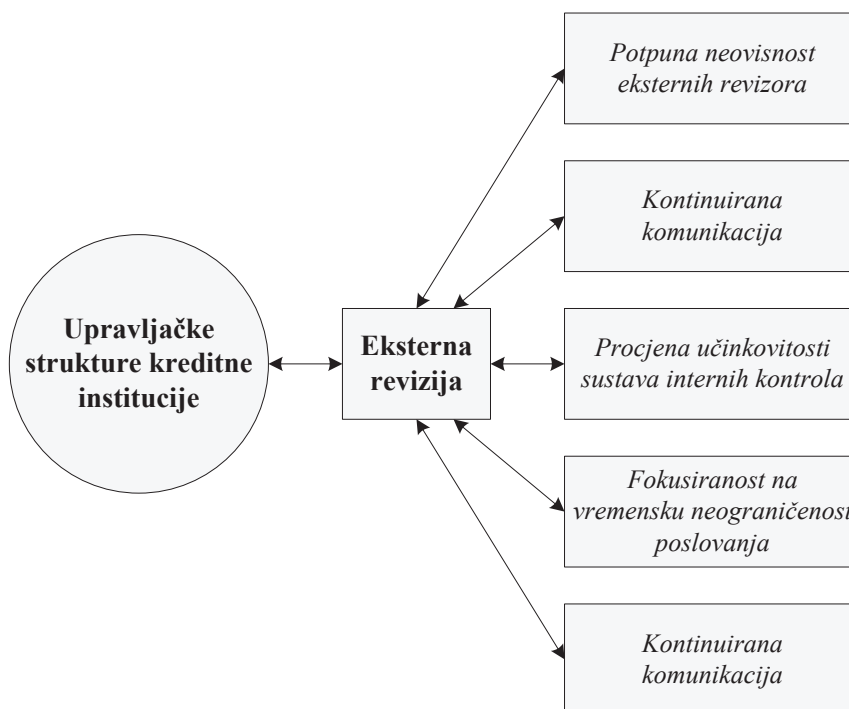 Potpuna neovisnost
eksternih revizora
Kontinuirana
komunikacija
Upravljačke
strukture kreditne
institucije
Eksterna
revizija
Procjena učinkovitosti
sustava internih kontrola
Fokusiranost na
vremensku neograničenost
poslovanja
Kontinuirana
komunikacija